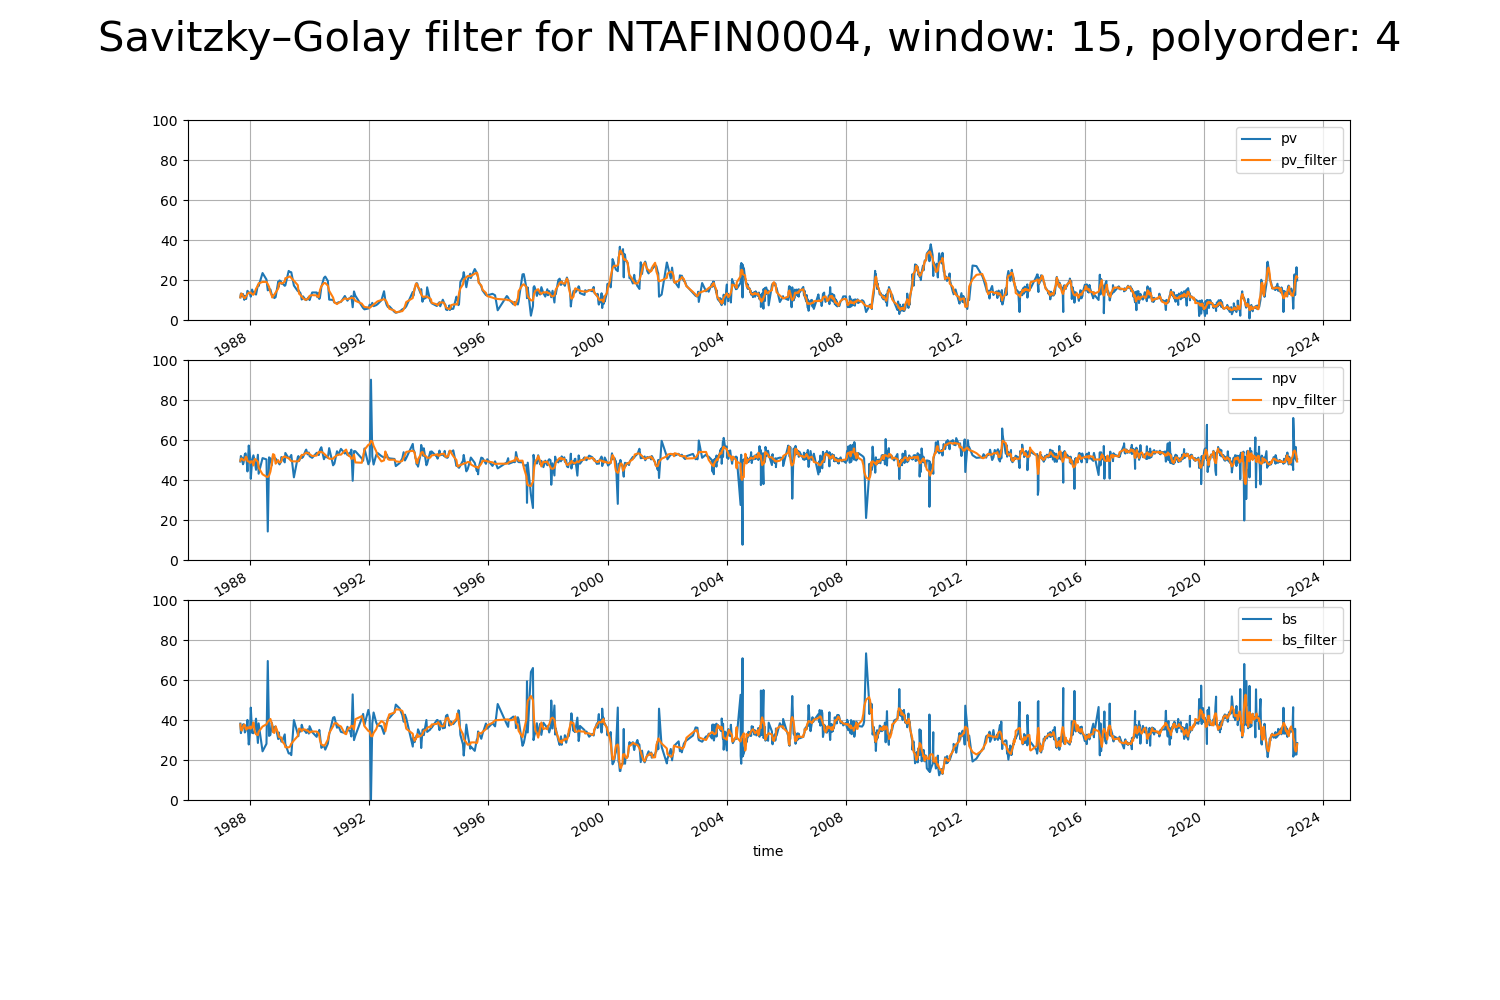 Savitzky–Golay filter for NTAFIN0004, window: 15, polyorder: 4
100
80
60
40
20
0
pv
pv_filter
1988 1992 1996 2000 2004 2008 2012 2016 2020 2024
100
80
60
40
20
0
npv
npv_filter
1988 1992 1996 2000 2004 2008 2012 2016 2020 2024
100
80
60
40
20
0
bs
bs_filter
1988 1992 1996 2000 2004 2008 2012 2016 2020 2024
time